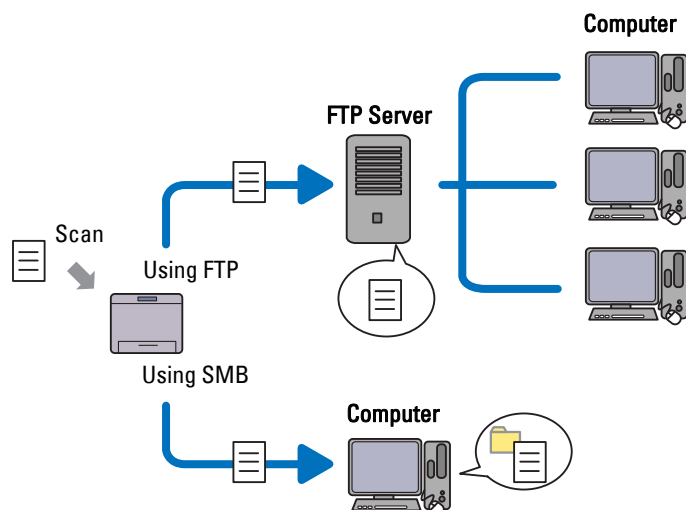 Computer
FTP Server
Scan
Using FTP
Using SMB
Computer